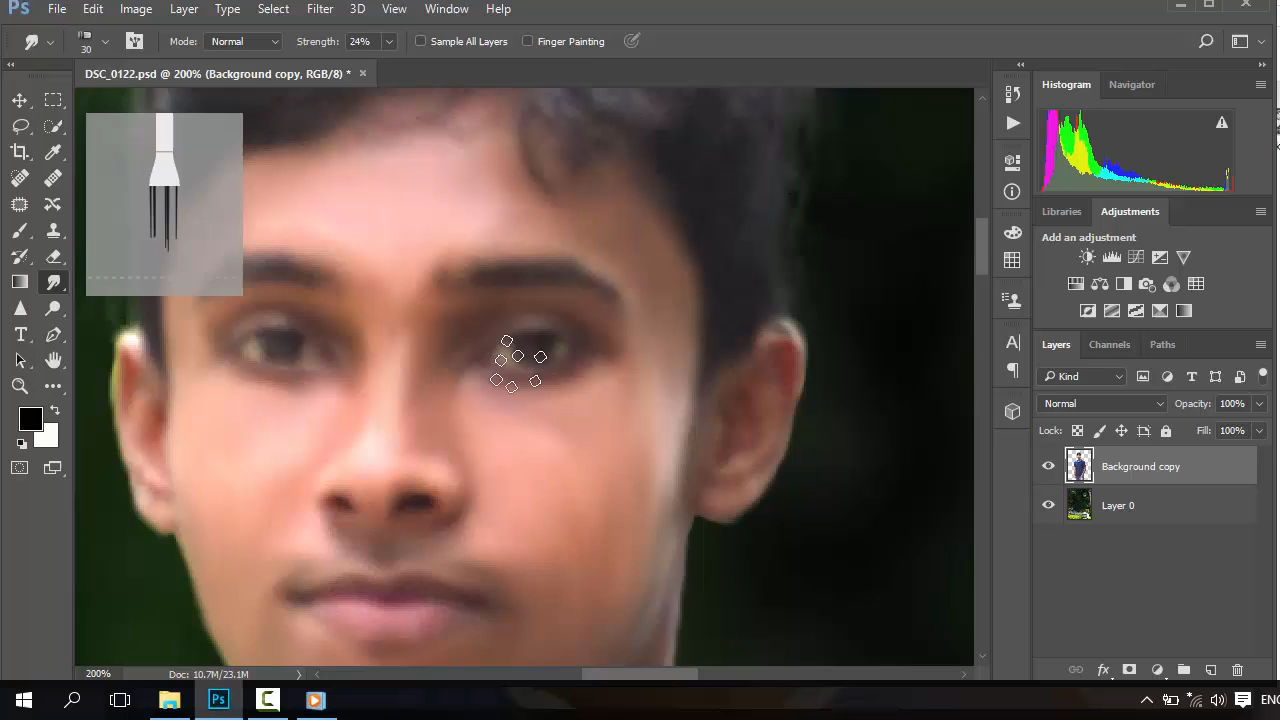 Ps File Edit Image Layer Type Select Filter 3D View Window Help
30 Mode: Normal Strength: 24% Sample All Layers Finger Painting
DSC_0122.psd @ 200% (Background copy, RGB/8) * ×
Histogram Navigator
Libraries Adjustments
Add an adjustment
Layers Channels Paths
Kind
Normal Opacity: 100%
Lock: Fill: 100%
Background copy
Layer 0
200% Doc: 10.7M/23.1M
fx
Ps C ENG